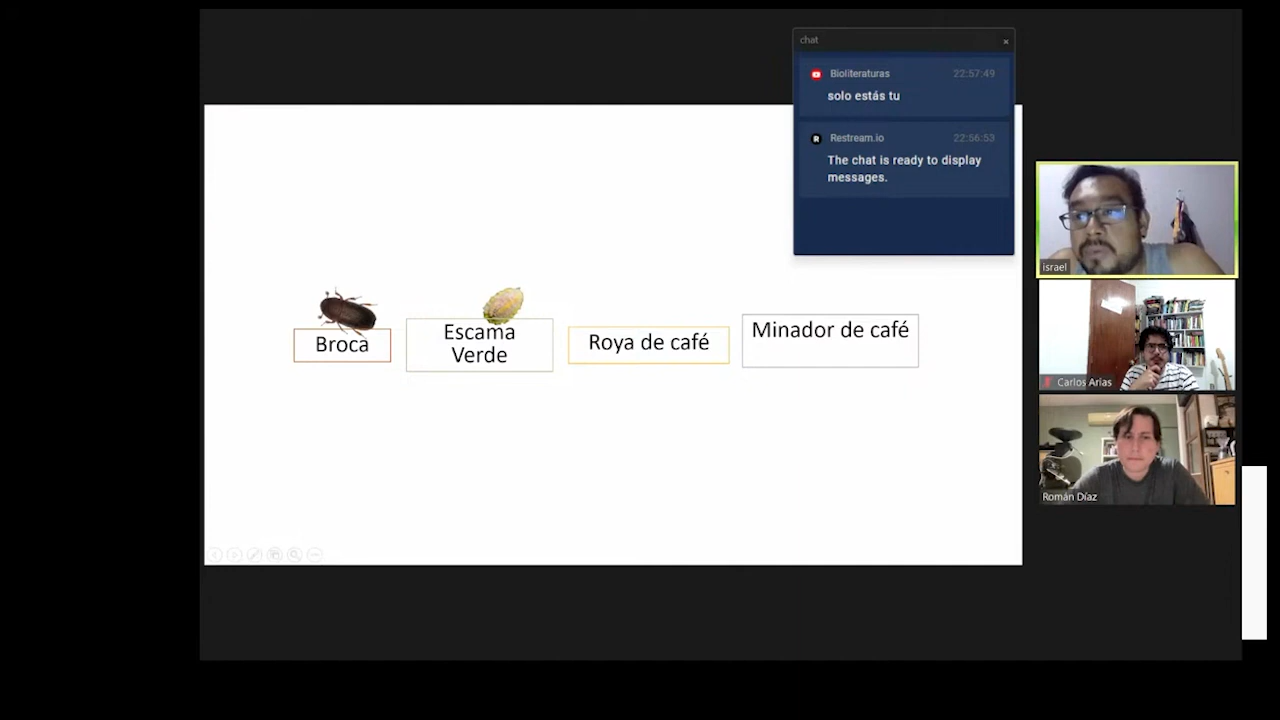 chat
Bioliteraturas 22:57:49
solo estás tu
Restream.io 22:56:53
The chat is ready to display
messages.
Broca
Escama
Verde
Roya de café
Minador de café
israel
Carlos Arias
Román Díaz